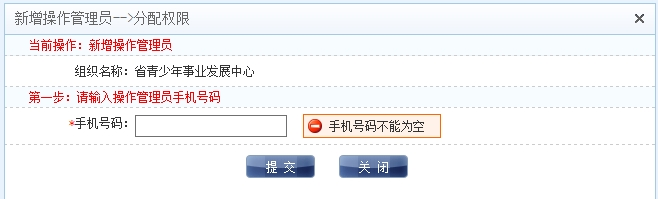 新增操作管理员-->分配权限
当前操作：新增操作管理员
组织名称：省青少年事业发展中心
第一步：请输入操作管理员手机号码
*手机号码： 手机号码不能为空
提 交 关 闭